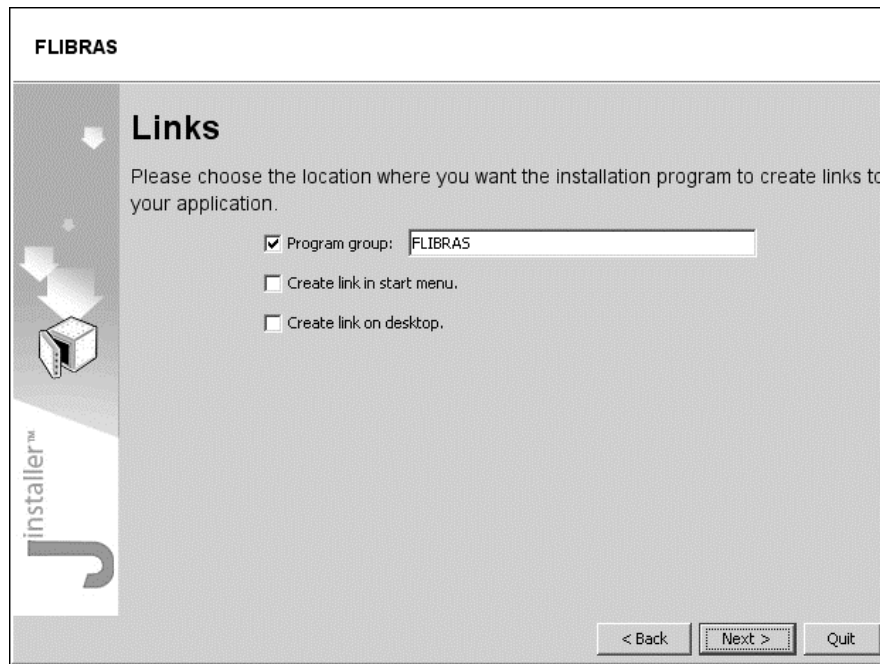 FLIBRAS
Links
Please choose the location where you want the installation program to create links to
your application.
Program group: FLIBRAS
Create link in start menu.
Create link on desktop.
Jinstaller™
< Back Next > Quit